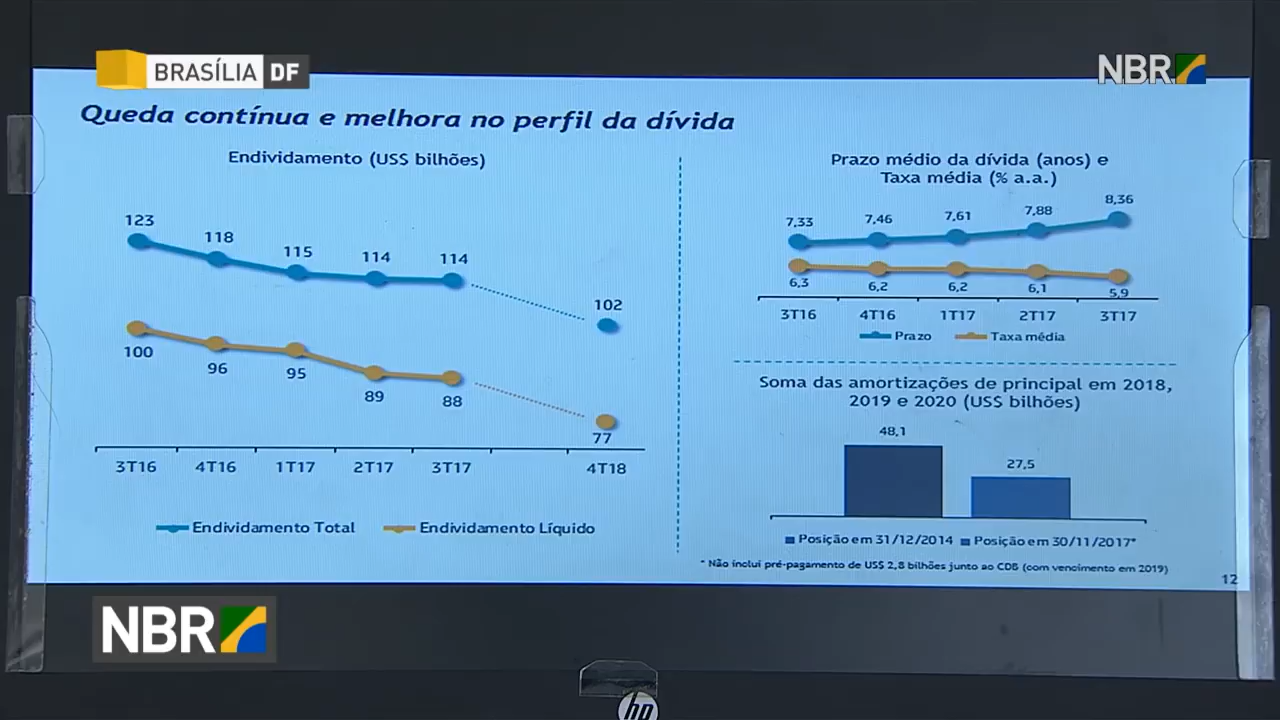 BRASÍLIA DF
NBR
Queda contínua e melhora no perfil da dívida
Endividamento (US$ bilhões)
123
118
115
114
114
102
100
96
95
89
88
77
3T16 4T16 1T17 2T17 3T17 4T18
Endividamento Total Endividamento Líquido
Prazo médio da dívida (anos) e
Taxa média (% a.a.)
7,33 7,46 7,61 7,88 8,36
6,3 6,2 6,2 6,1 5,9
3T16 4T16 1T17 2T17 3T17
Prazo Taxa média
Soma das amortizações de principal em 2018,
2019 e 2020 (US$ bilhões)
48,1
27,5
Posição em 31/12/2014 Posição em 30/11/2017*
* Não inclui pré-pagamento de US$ 2,8 bilhões junto ao CDB (com vencimento em 2019)
12
NBR
hp